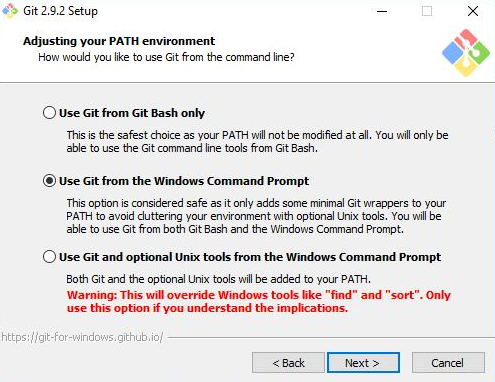 Git 2.9.2 Setup
Adjusting your PATH environment
How would you like to use Git from the command line?
Use Git from Git Bash only
This is the safest choice as your PATH will not be modified at all. You will only be
able to use the Git command line tools from Git Bash.
Use Git from the Windows Command Prompt
This option is considered safe as it only adds some minimal Git wrappers to your
PATH to avoid cluttering your environment with optional Unix tools. You will be
able to use Git from both Git Bash and the Windows Command Prompt.
Use Git and optional Unix tools from the Windows Command Prompt
Both Git and the optional Unix tools will be added to your PATH.
Warning: This will override Windows tools like "find" and "sort". Only
use this option if you understand the implications.
https://git-for-windows.github.io/
< Back Next > Cancel